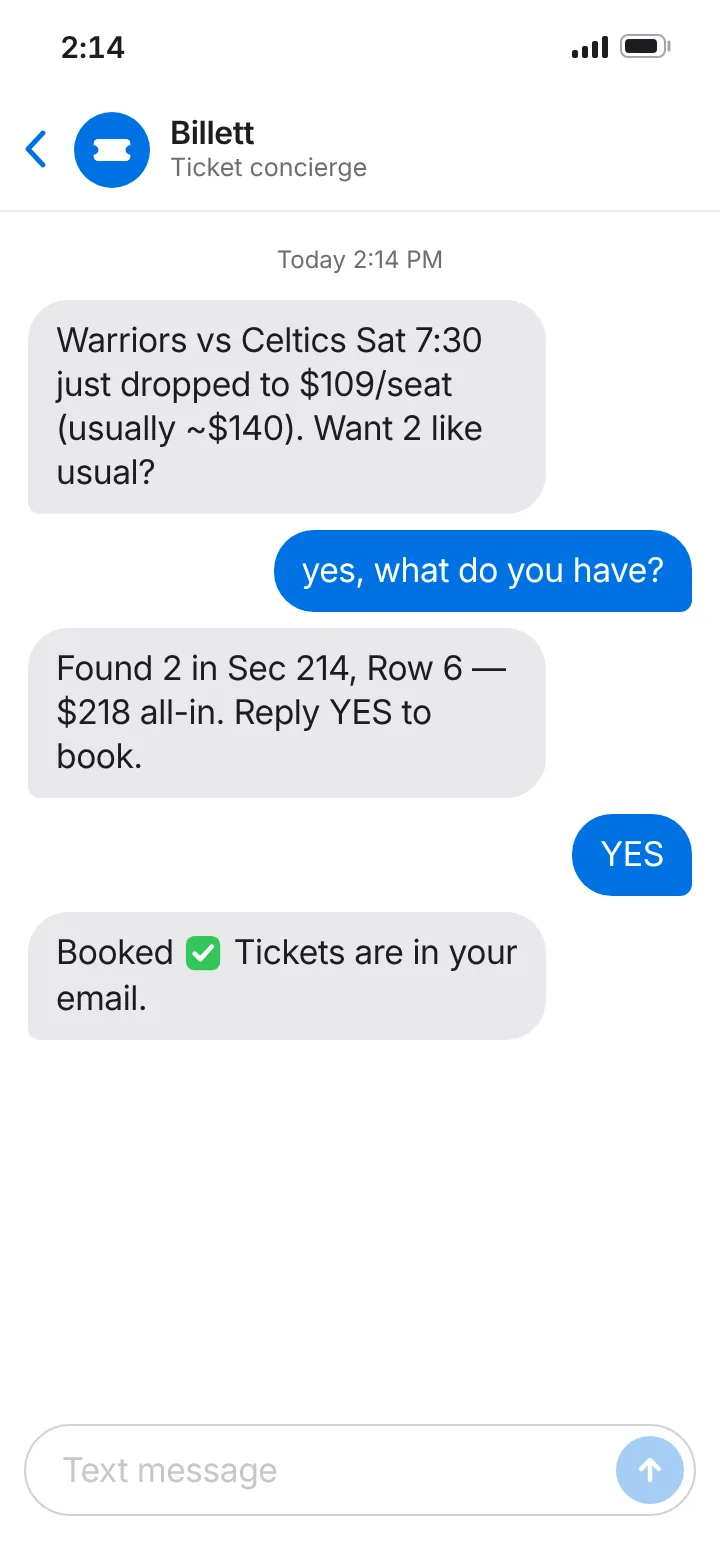 2:14
Billett
Ticket concierge
Today 2:14 PM
Warriors vs Celtics Sat 7:30
just dropped to $109/seat
(usually ~$140). Want 2 like
usual?
yes, what do you have?
Found 2 in Sec 214, Row 6 —
$218 all-in. Reply YES to
book.
YES
Booked ✅ Tickets are in your
email.
Text message